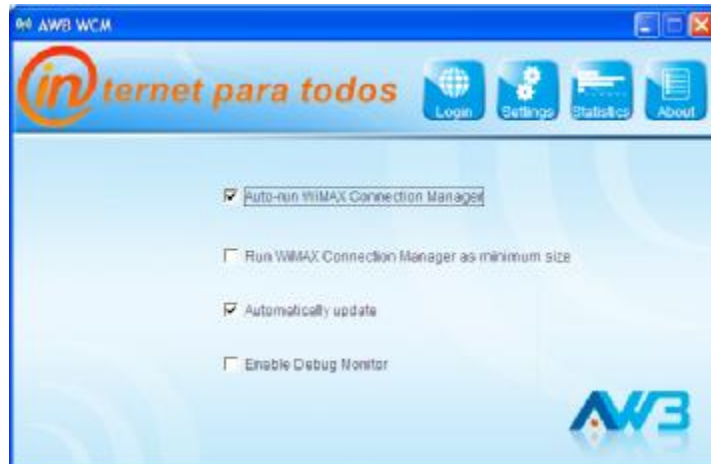 AWB WCM
internet para todos
Login Settings Statistics About
Auto-run WiMAX Connection Manager
Run WiMAX Connection Manager as minimum size
Automatically update
Enable Debug Monitor
AWB